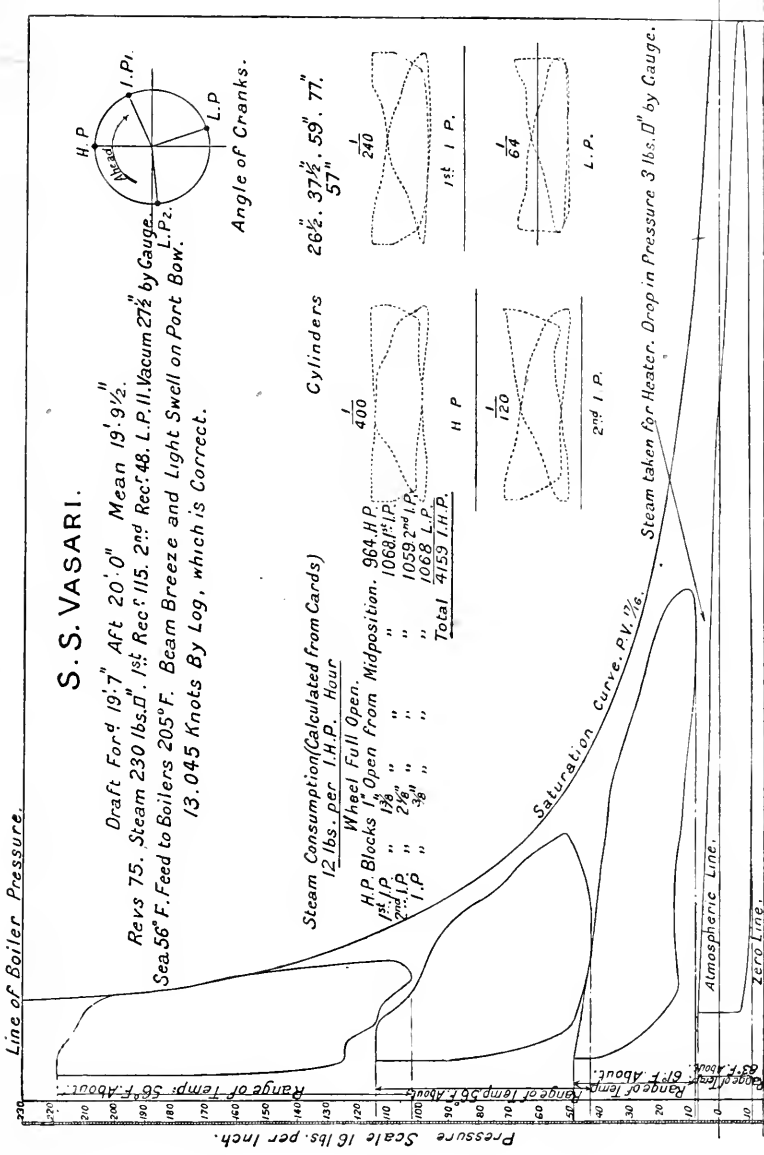 S.S. VASARI.
Draft Forᵈ 19'.7" Aft 20'.0" Mean 19'.9½"
Revs 75. Steam 230 lbs.□". 1st Recʳ 115. 2nd Recʳ 48. L.P.11. Vacum 27½" by Gauge.
Sea 56° F. Feed to Boilers 205° F. Beam Breeze and Light Swell on Port Bow.
13.045 Knots By Log, which is Correct.
H.P
I.P1.
L.P
L.P2.
Ahead
Angle of Cranks.
Line of Boiler Pressure.
Steam Consumption (Calculated from Cards)
12 lbs. per I.H.P. Hour
Wheel Full Open.
H.P. Blocks 1" Open from Midposition. 964. H.P.
1st I.P. „ 1⅜" „ „ „ 1068. 1st I.P.
2nd I.P. „ 2⅛" „ „ „ 1059. 2nd I.P.
I.P „ ⅜" „ „ „ 1068 L.P.
Total 4159 I.H.P.
Cylinders 26½". 37½". 59". 77".
57"
1/400
H P
1/240
1st I P.
1/120
2nd I.P.
1/64
L.P.
Saturation Curve. P.V. 17/16.
Steam taken for Heater. Drop in Pressure 3 lbs.□" by Gauge.
Atmospheric Line.
Zero Line.
Range of Temp: 56° F. About.
Range of Temp 56° F. About.
Range of Temp 61° F. About.
Range of Temp: 83° F. About.
Pressure Scale 16 lbs. per Inch.
230
220
210
200
190
180
170
160
150
140
130
120
110
100
90
80
70
60
50
40
30
20
10
0
10